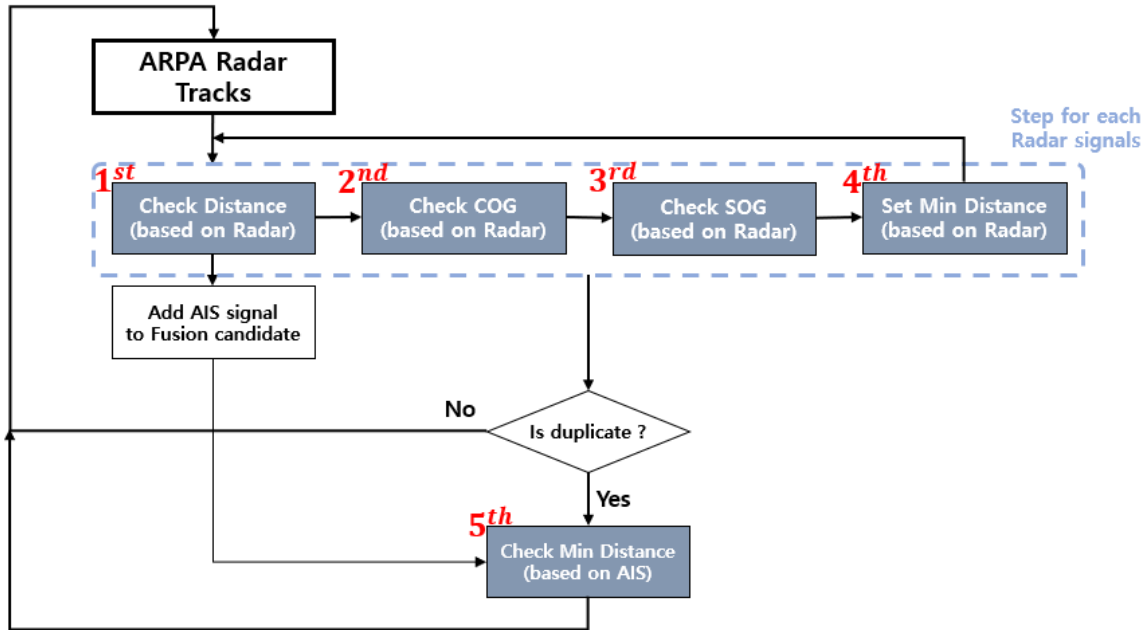 ARPA Radar
Tracks
Step for each
Radar signals
1st
Check Distance
(based on Radar)
2nd
Check COG
(based on Radar)
3rd
Check SOG
(based on Radar)
4th
Set Min Distance
(based on Radar)
Add AIS signal
to Fusion candidate
No
Is duplicate ?
Yes
5th
Check Min Distance
(based on AIS)